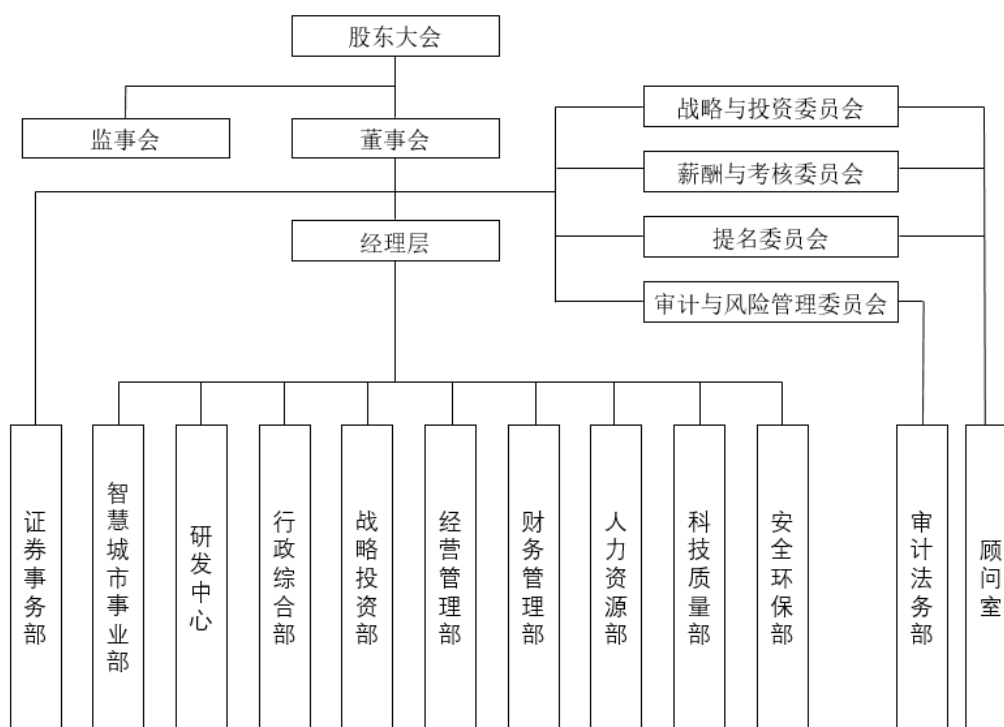 股东大会
监事会
董事会
战略与投资委员会
薪酬与考核委员会
经理层
提名委员会
审计与风险管理委员会
证券事务部
智慧城市事业部
研发中心
行政综合部
战略投资部
经营管理部
财务管理部
人力资源部
科技质量部
安全环保部
审计法务部
顾问室